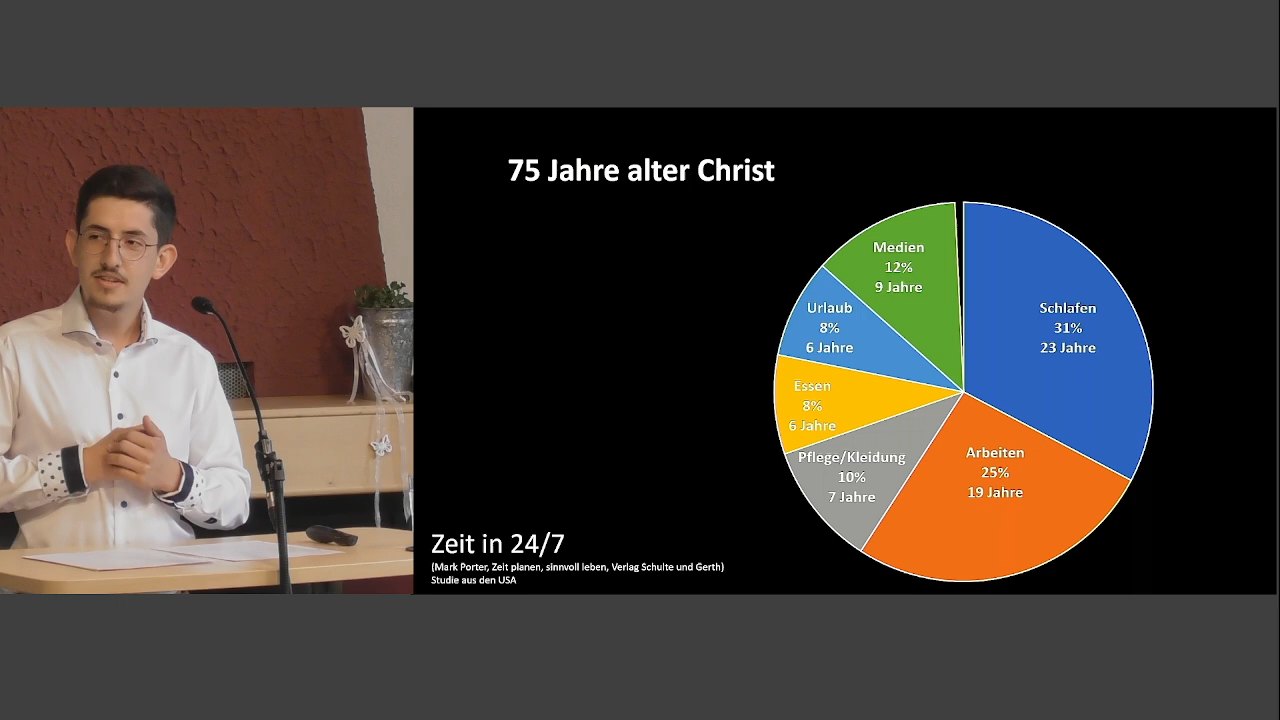 75 Jahre alter Christ
Medien
12%
9 Jahre
Schlafen
31%
23 Jahre
Urlaub
8%
6 Jahre
Essen
8%
6 Jahre
Arbeiten
25%
19 Jahre
Pflege/Kleidung
10%
7 Jahre
Zeit in 24/7
(Mark Porter, Zeit planen, sinnvoll leben, Verlag Schulte und Gerth)
Studie aus den USA